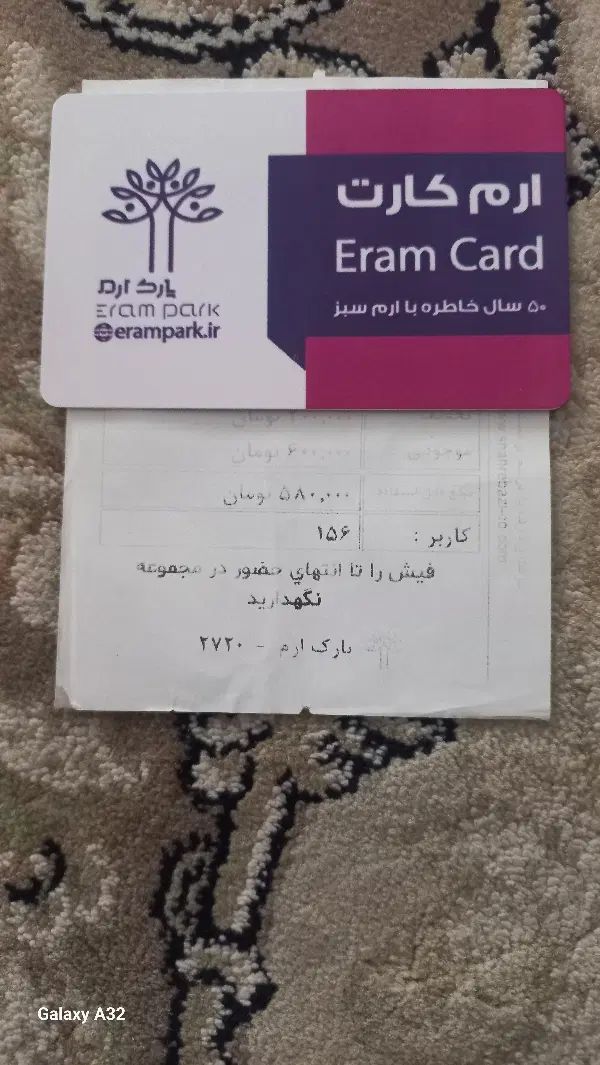 ارم کارت
Eram Card
۵۰ سال خاطره با ارم سبز
پارک ارم
Eram park
erampark.ir
موجودی ۶۰۰,۰۰۰ تومان
۵۸۰,۰۰۰ تومان
کاربر : ۱۵۶
فیش را تا انتهاي حضور در مجموعه
نگهدارید
پارک ارم - ۲۷۲۰
Galaxy A32